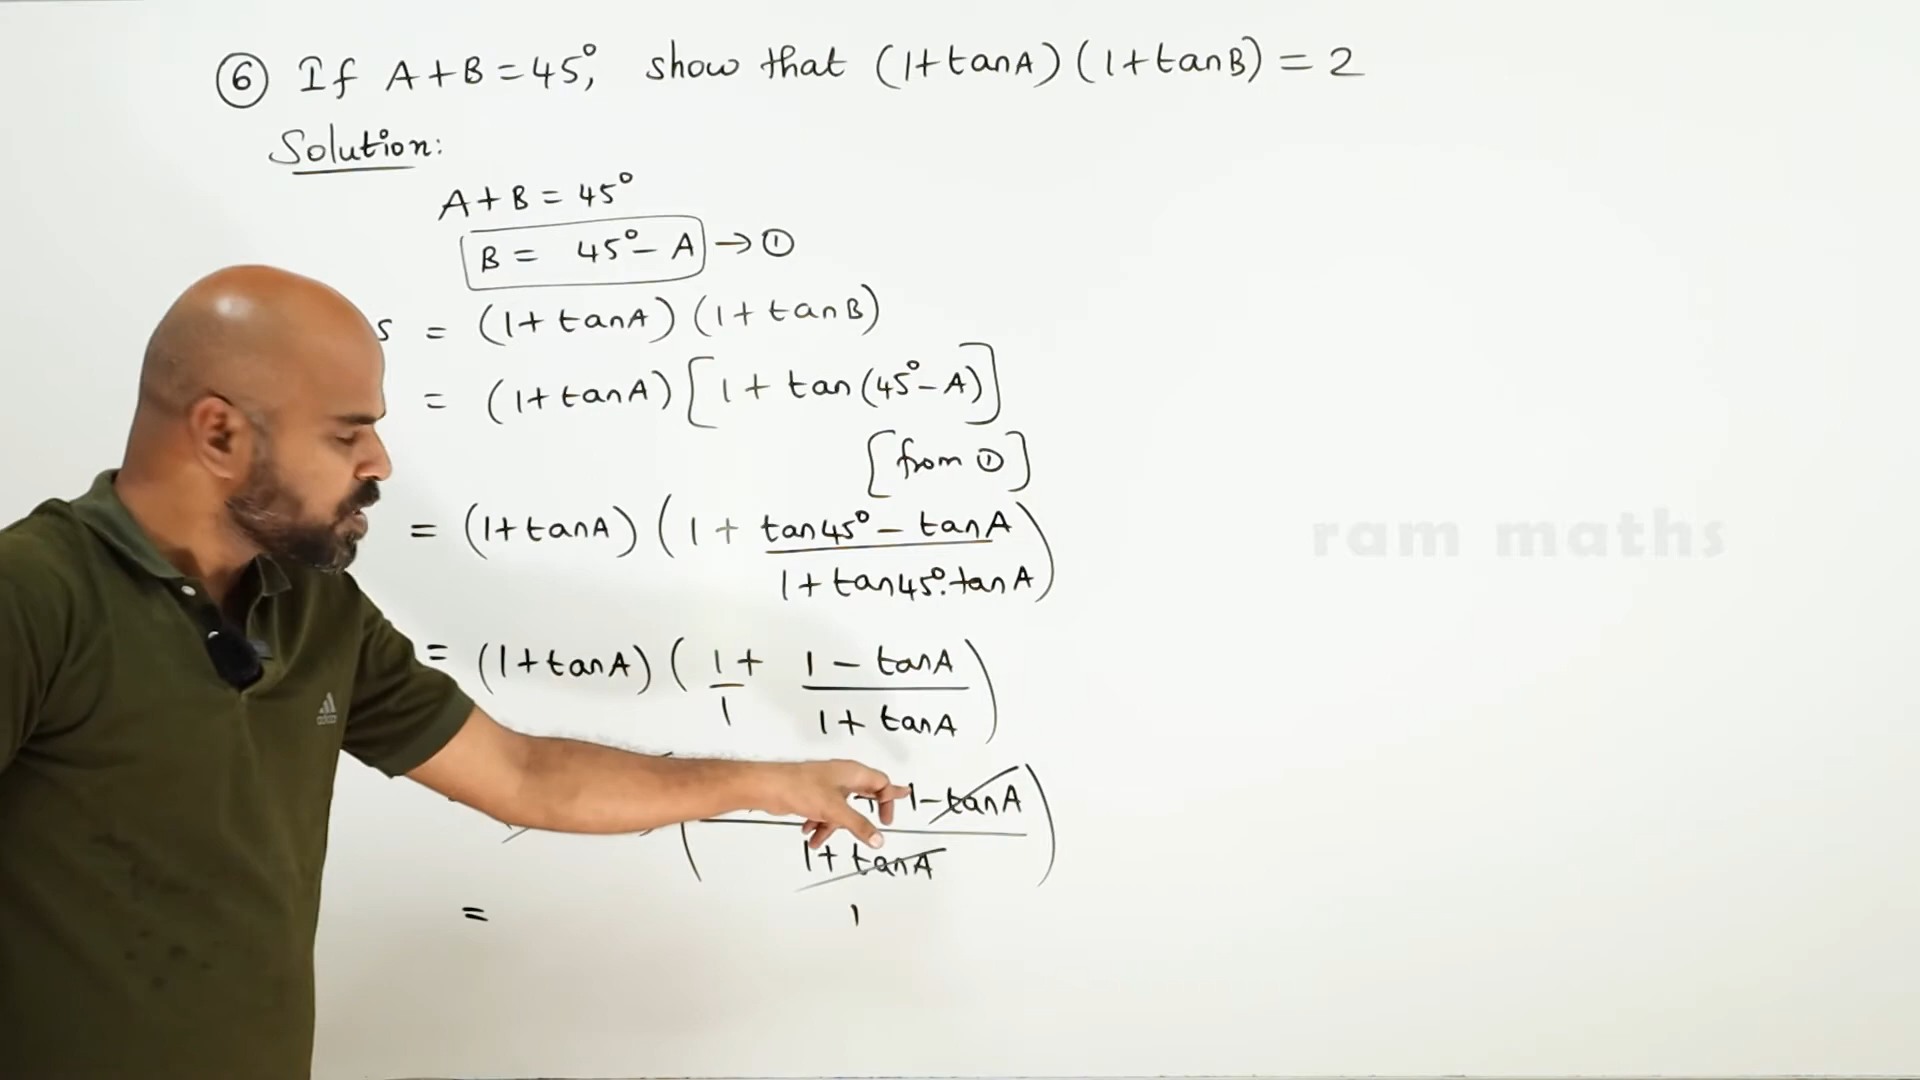 ⑥ If A+B=45°, show that (1+tanA)(1+tanB) = 2
Solution:
A+B = 45°
B = 45° - A → ①
S = (1+tanA)(1+tanB)
= (1+tanA)[1+tan(45°-A)]
[from ①]
= (1+tanA)(1+ tan45° - tanA
1+tan45°.tanA)
= (1+tanA)(1+ 1-tanA
1 1+tanA)
+1-tanA)
(1+tanA
= 1
ram maths
adidas